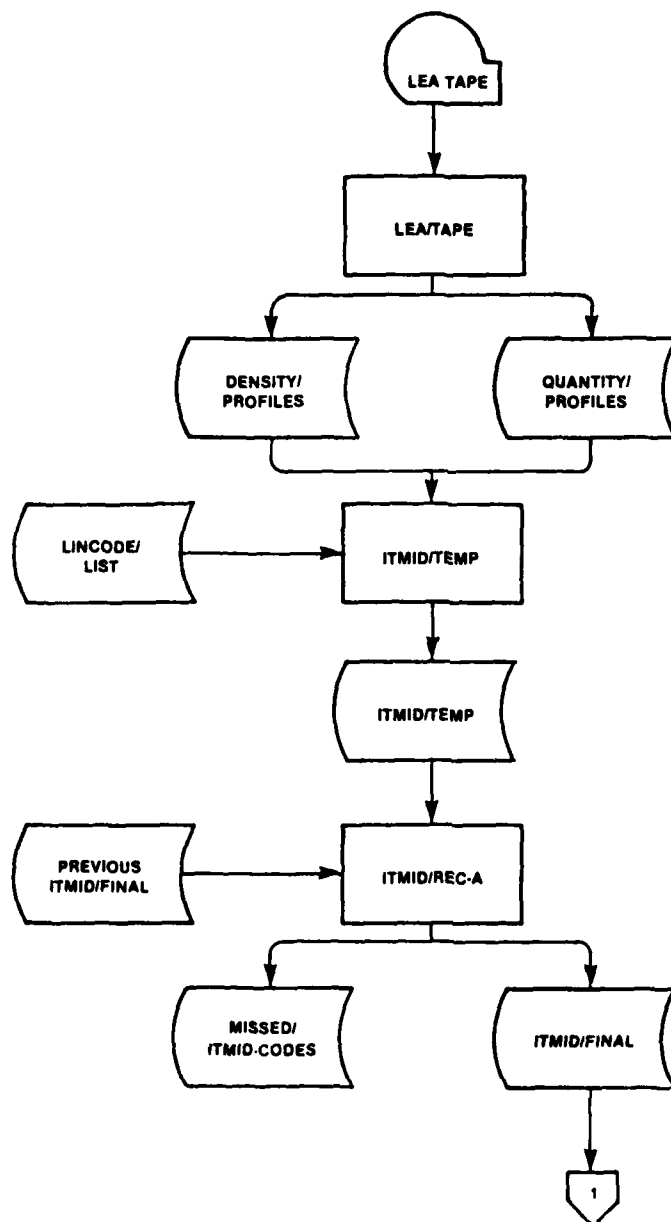 LEA TAPE
LEA/TAPE
DENSITY/
PROFILES
QUANTITY/
PROFILES
LINCODE/
LIST
ITMID/TEMP
ITMID/TEMP
PREVIOUS
ITMID/FINAL
ITMID/REC-A
MISSED/
ITMID-CODES
ITMID/FINAL
1